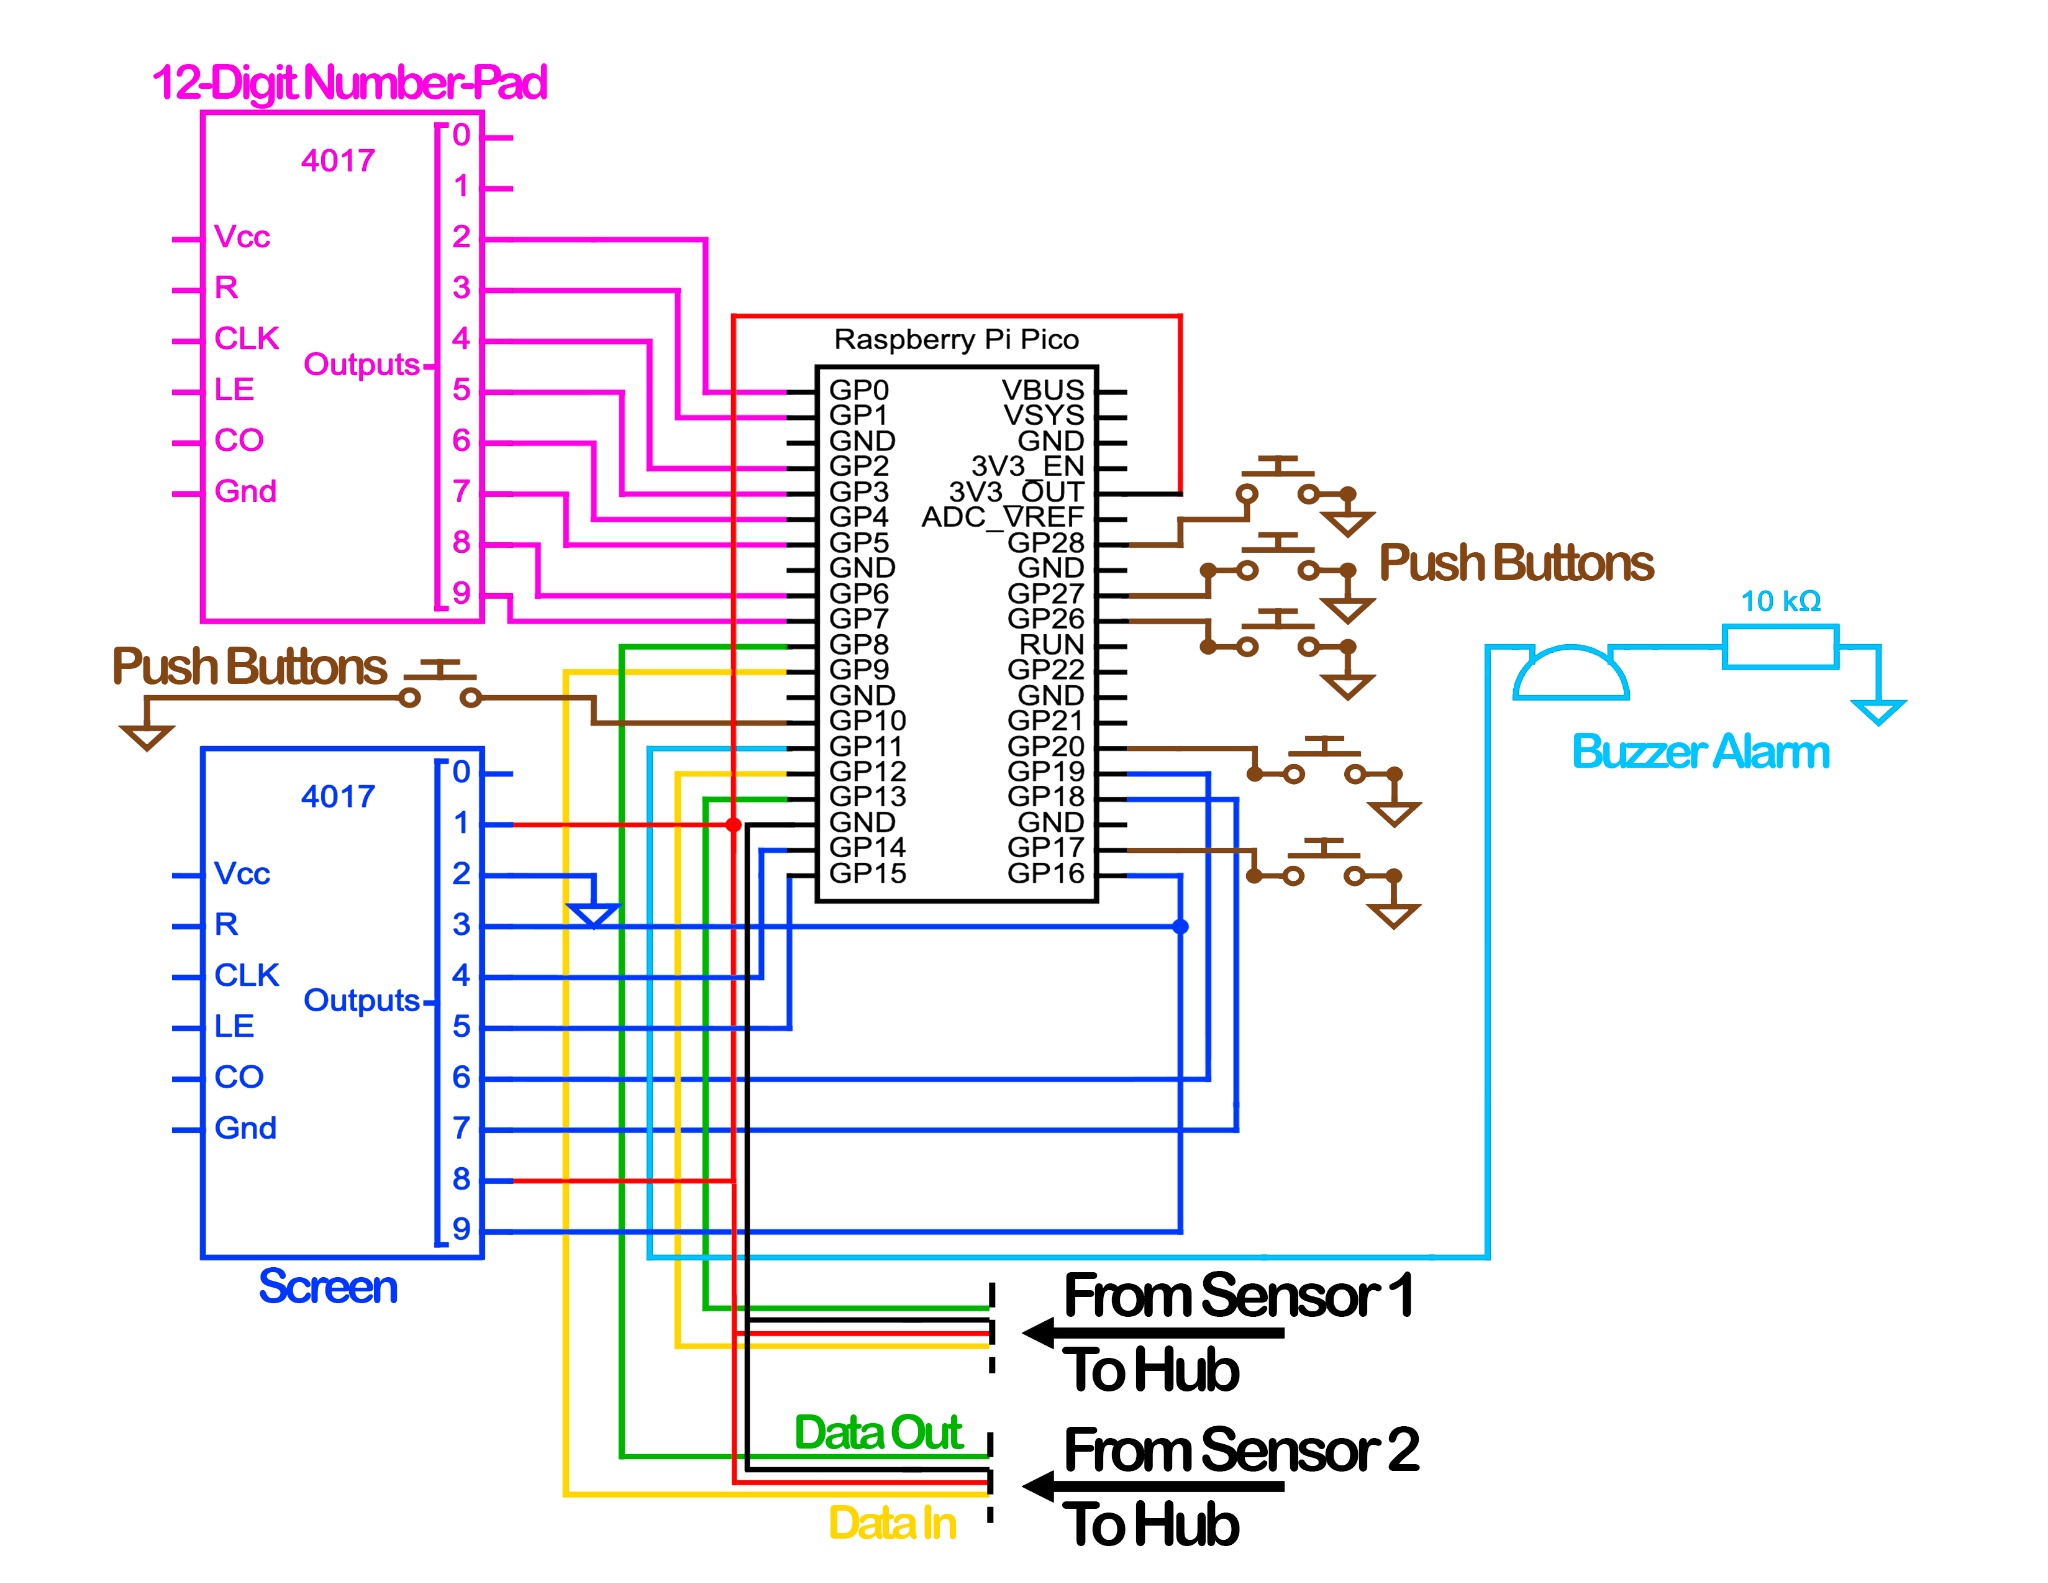 12-Digit Number-Pad
4017
Vcc
R
CLK
LE
CO
Gnd
Outputs
0
1
2
3
4
5
6
7
8
9
Raspberry Pi Pico
GP0
GP1
GND
GP2
GP3
GP4
GP5
GND
GP6
GP7
GP8
GP9
GND
GP10
GP11
GP12
GP13
GND
GP14
GP15
VBUS
VSYS
GND
3V3_EN
3V3_OUT
ADC_VREF
GP28
GND
GP27
GP26
RUN
GP22
GND
GP21
GP20
GP19
GP18
GND
GP17
GP16
Push Buttons
10 kΩ
Buzzer Alarm
Push Buttons
4017
Vcc
R
CLK
LE
CO
Gnd
Outputs
0
1
2
3
4
5
6
7
8
9
Screen
From Sensor 1
To Hub
Data Out
From Sensor 2
To Hub
Data In